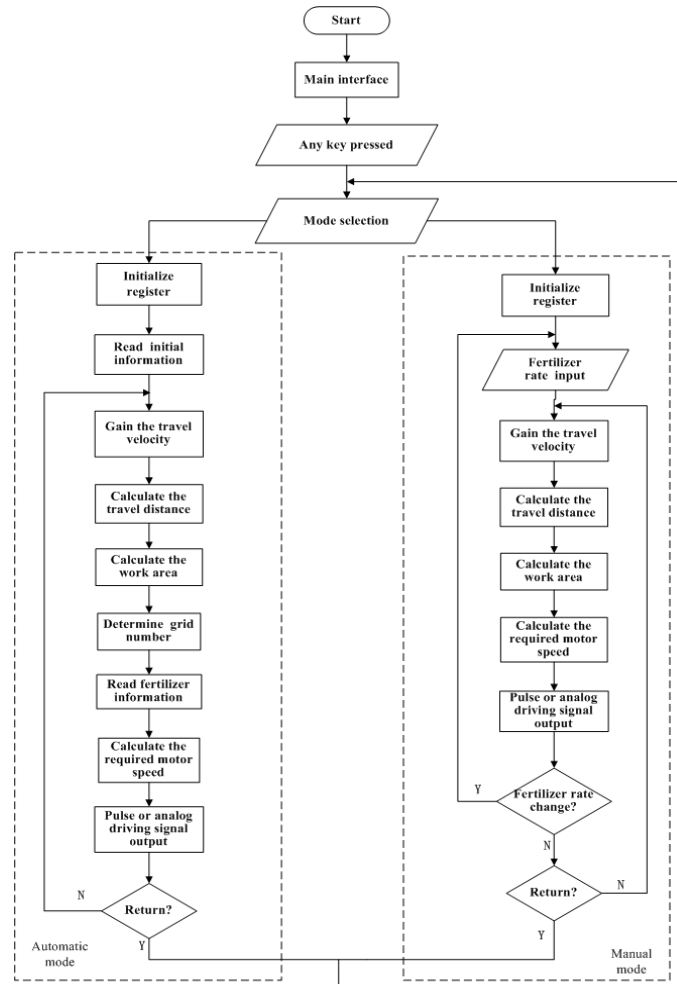 Start
Main interface
Any key pressed
Mode selection
Initialize
register
Read initial
information
Gain the travel
velocity
Calculate the
travel distance
Calculate the
work area
Determine grid
number
Read fertilizer
information
Calculate the
required motor
speed
Pulse or analog
driving signal
output
N
Return?
Y
Automatic
mode
Initialize
register
Fertilizer
rate input
Gain the travel
velocity
Calculate the
travel distance
Calculate the
work area
Calculate the
required motor
speed
Pulse or analog
driving signal
output
Y
Fertilizer rate
change?
N
Return?
N
Y
Manual
mode